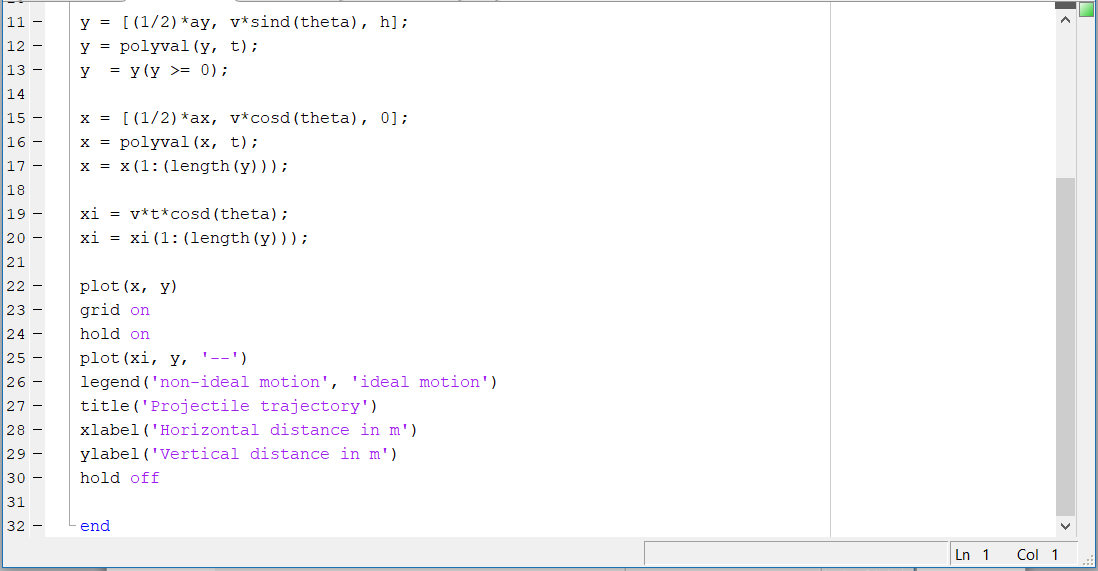 11 – y = [(1/2)*ay, v*sind(theta), h];
12 – y = polyval(y, t);
13 – y  = y(y >= 0);
14
15 – x = [(1/2)*ax, v*cosd(theta), 0];
16 – x = polyval(x, t);
17 – x = x(1:(length(y)));
18
19 – xi = v*t*cosd(theta);
20 – xi = xi(1:(length(y)));
21
22 – plot(x, y)
23 – grid on
24 – hold on
25 – plot(xi, y, '--')
26 – legend('non-ideal motion', 'ideal motion')
27 – title('Projectile trajectory')
28 – xlabel('Horizontal distance in m')
29 – ylabel('Vertical distance in m')
30 – hold off
31
32 – end
Ln 1 Col 1